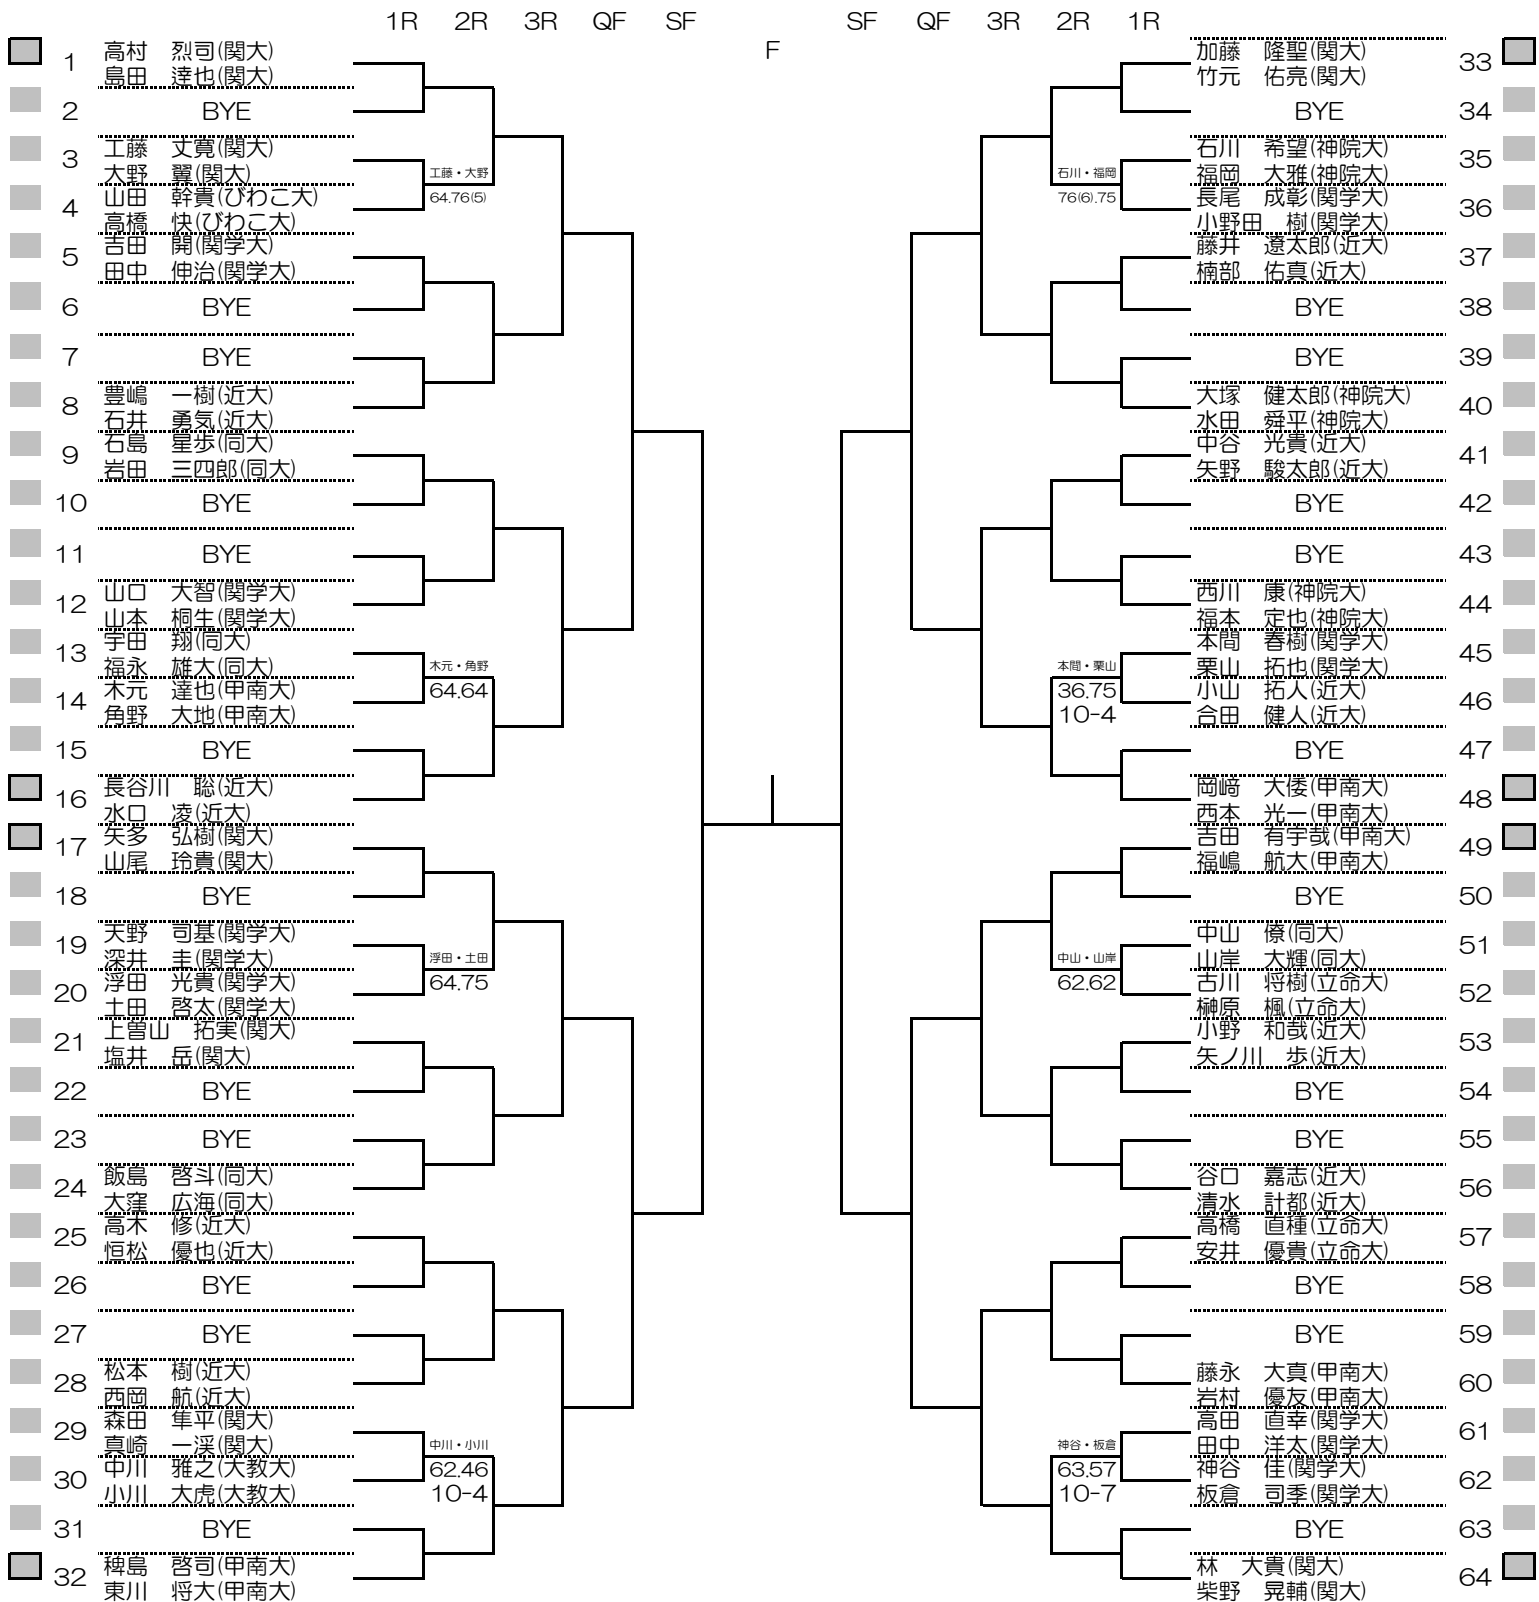 1R 2R 3R QF SF
SF QF 3R 2R 1R
F
1 高村 烈司(関大)
島田 達也(関大)
2 BYE
3 工藤 丈寛(関大)
大野 翼(関大)
工藤・大野
64.76(5)
4 山田 幹貴(びわこ大)
高橋 快(びわこ大)
5 吉田 開(関学大)
田中 伸治(関学大)
6 BYE
7 BYE
8 豊嶋 一樹(近大)
石井 勇気(近大)
9 石島 星歩(同大)
岩田 三四郎(同大)
10 BYE
11 BYE
12 山口 大智(関学大)
山本 桐生(関学大)
13 宇田 翔(同大)
福永 雄大(同大)
木元・角野
64.64
14 木元 達也(甲南大)
角野 大地(甲南大)
15 BYE
16 長谷川 聡(近大)
水口 凌(近大)
17 矢多 弘樹(関大)
山尾 玲貴(関大)
18 BYE
19 天野 司基(関学大)
深井 圭(関学大)
浮田・土田
64.75
20 浮田 光貴(関学大)
土田 啓太(関学大)
21 上曽山 拓実(関大)
塩井 岳(関大)
22 BYE
23 BYE
24 飯島 啓斗(同大)
大窪 広海(同大)
25 高木 修(近大)
恒松 優也(近大)
26 BYE
27 BYE
28 松本 樹(近大)
西岡 航(近大)
29 森田 隼平(関大)
真崎 一渓(関大)
中川・小川
62.46
10-4
30 中川 雅之(大教大)
小川 大虎(大教大)
31 BYE
32 稗島 啓司(甲南大)
東川 将大(甲南大)
加藤 隆聖(関大) 33
竹元 佑亮(関大)
BYE 34
石川 希望(神院大) 35
福岡 大雅(神院大)
石川・福岡
76(6).75
長尾 成彰(関学大) 36
小野田 樹(関学大)
藤井 遼太郎(近大) 37
楠部 佑真(近大)
BYE 38
BYE 39
大塚 健太郎(神院大) 40
水田 舜平(神院大)
中谷 光貴(近大) 41
矢野 駿太郎(近大)
BYE 42
BYE 43
西川 康(神院大) 44
福本 定也(神院大)
本間 春樹(関学大) 45
栗山 拓也(関学大)
本間・栗山
36.75
10-4
小山 拓人(近大) 46
合田 健人(近大)
BYE 47
岡﨑 大倭(甲南大) 48
西本 光一(甲南大)
吉田 有宇哉(甲南大) 49
福嶋 航大(甲南大)
BYE 50
中山 僚(同大) 51
山岸 大輝(同大)
中山・山岸
62.62
古川 将樹(立命大) 52
榊原 楓(立命大)
小野 和哉(近大) 53
矢ノ川 歩(近大)
BYE 54
BYE 55
谷口 嘉志(近大) 56
清水 計都(近大)
高橋 直種(立命大) 57
安井 優貴(立命大)
BYE 58
BYE 59
藤永 大真(甲南大) 60
岩村 優友(甲南大)
高田 直幸(関学大) 61
田中 洋太(関学大)
神谷・板倉
63.57
10-7
神谷 佳(関学大) 62
板倉 司季(関学大)
BYE 63
林 大貴(関大) 64
柴野 晃輔(関大)